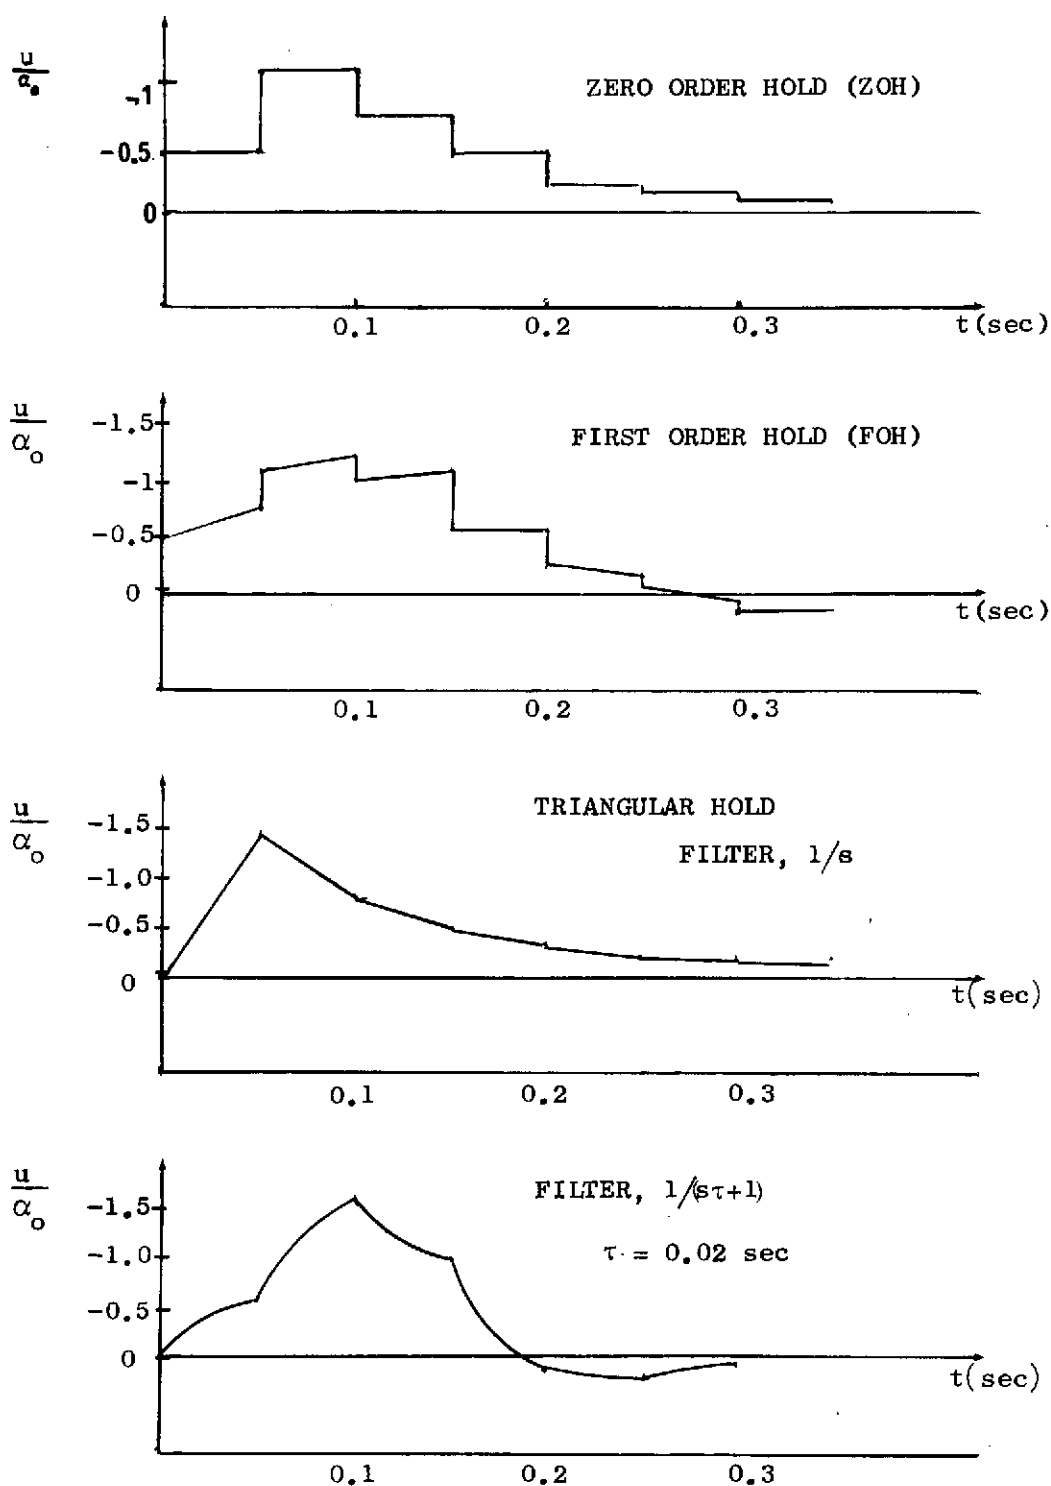 u
α₀
-1
-0.5
0
ZERO ORDER HOLD (ZOH)
0.1 0.2 0.3 t(sec)
u
α₀
-1.5
-1
-0.5
0
FIRST ORDER HOLD (FOH)
t(sec)
0.1 0.2 0.3
u
α₀
-1.5
-1.0
-0.5
0
TRIANGULAR HOLD
FILTER, 1/s
t(sec)
0.1 0.2 0.3
u
α₀
-1.5
-1.0
-0.5
0
FILTER, 1/(sτ+1)
τ = 0.02 sec
t(sec)
0.1 0.2 0.3